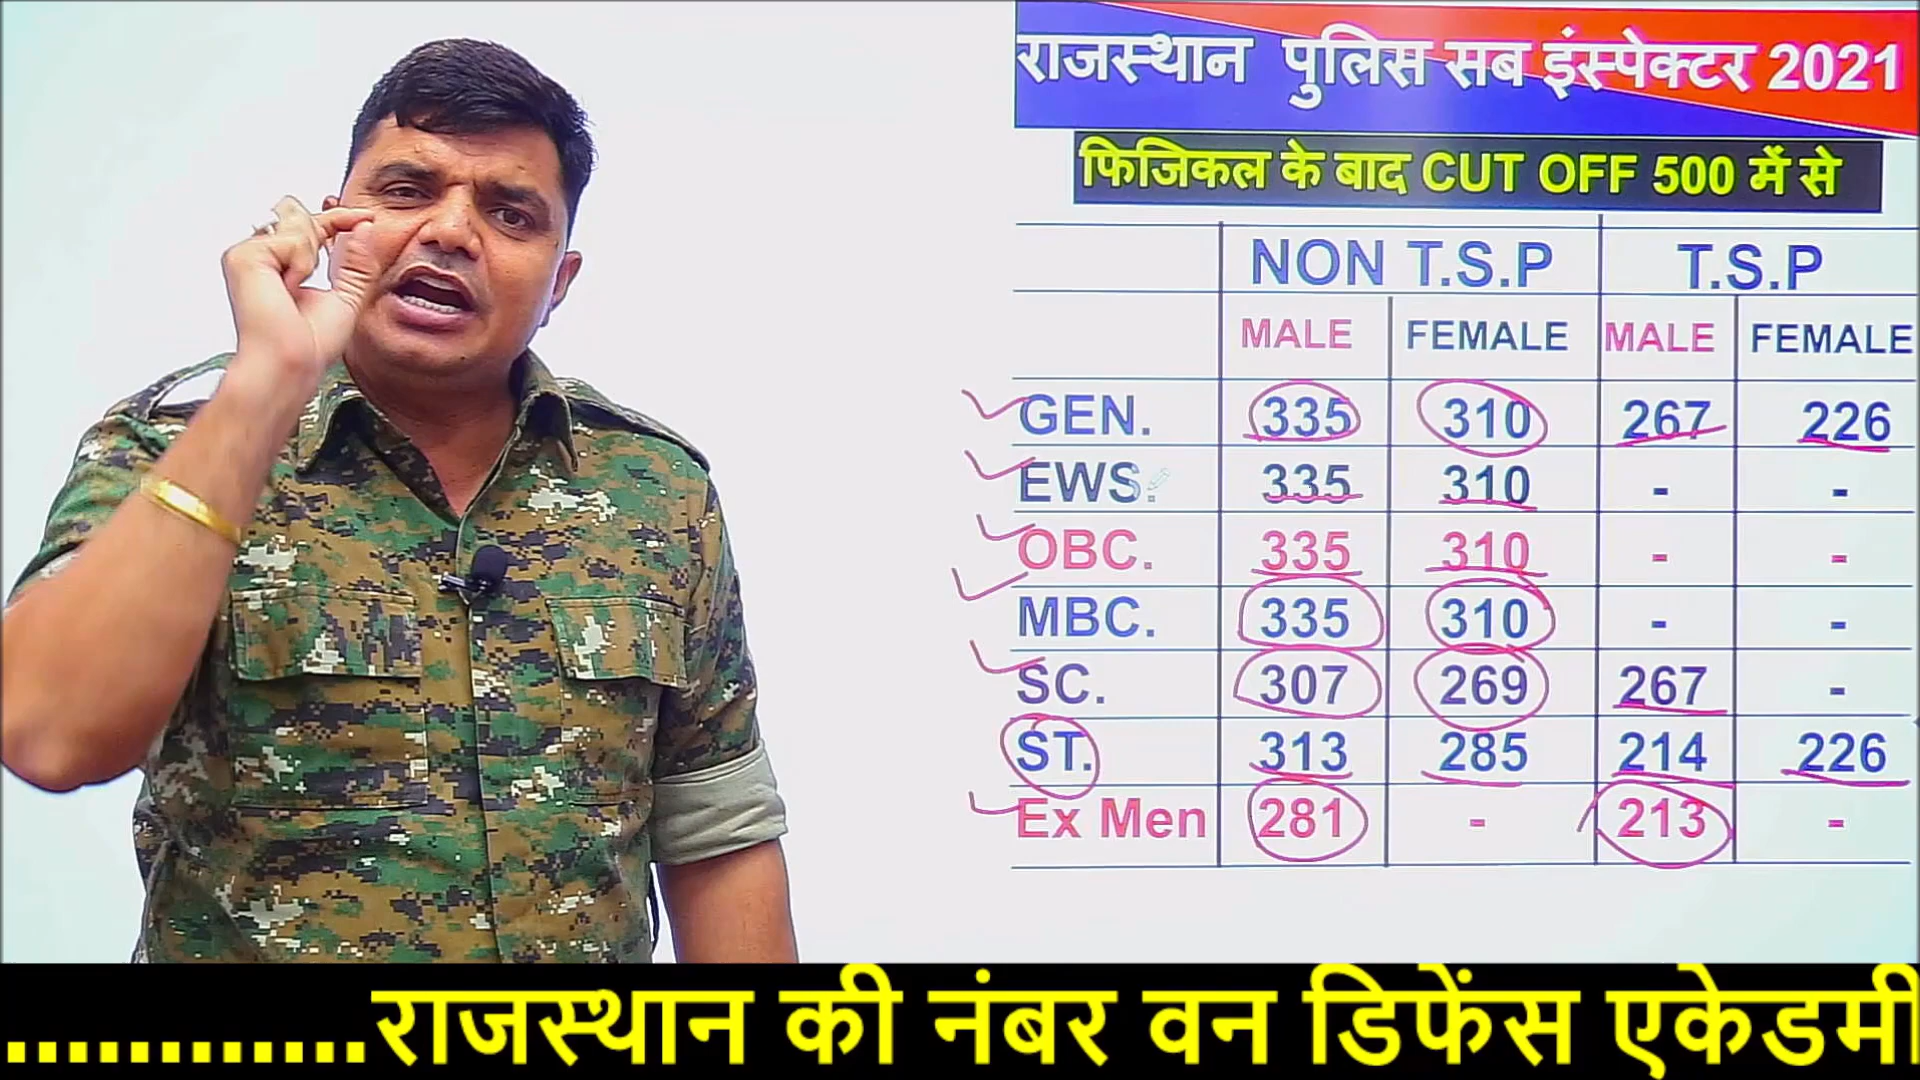 राजस्थान पुलिस सब इंस्पेक्टर 2021
फिजिकल के बाद CUT OFF 500 में से
NON T.S.P T.S.P
MALE FEMALE MALE FEMALE
GEN. 335 310 267 226
EWS. 335 310 - -
OBC. 335 310 - -
MBC. 335 310 - -
SC. 307 269 267 -
ST. 313 285 214 226
Ex Men 281 - 213 -
............राजस्थान की नंबर वन डिफेंस एकेडमी